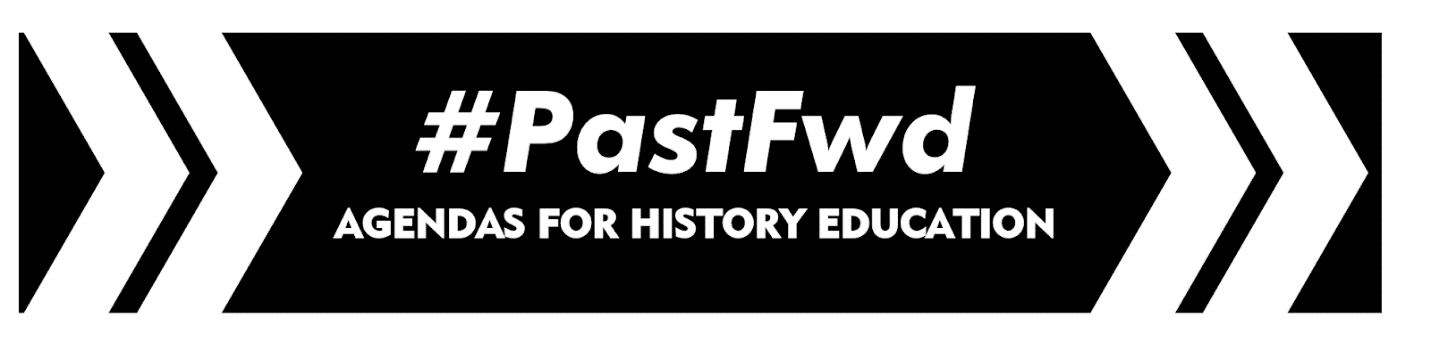 #PastFwd
AGENDAS FOR HISTORY EDUCATION